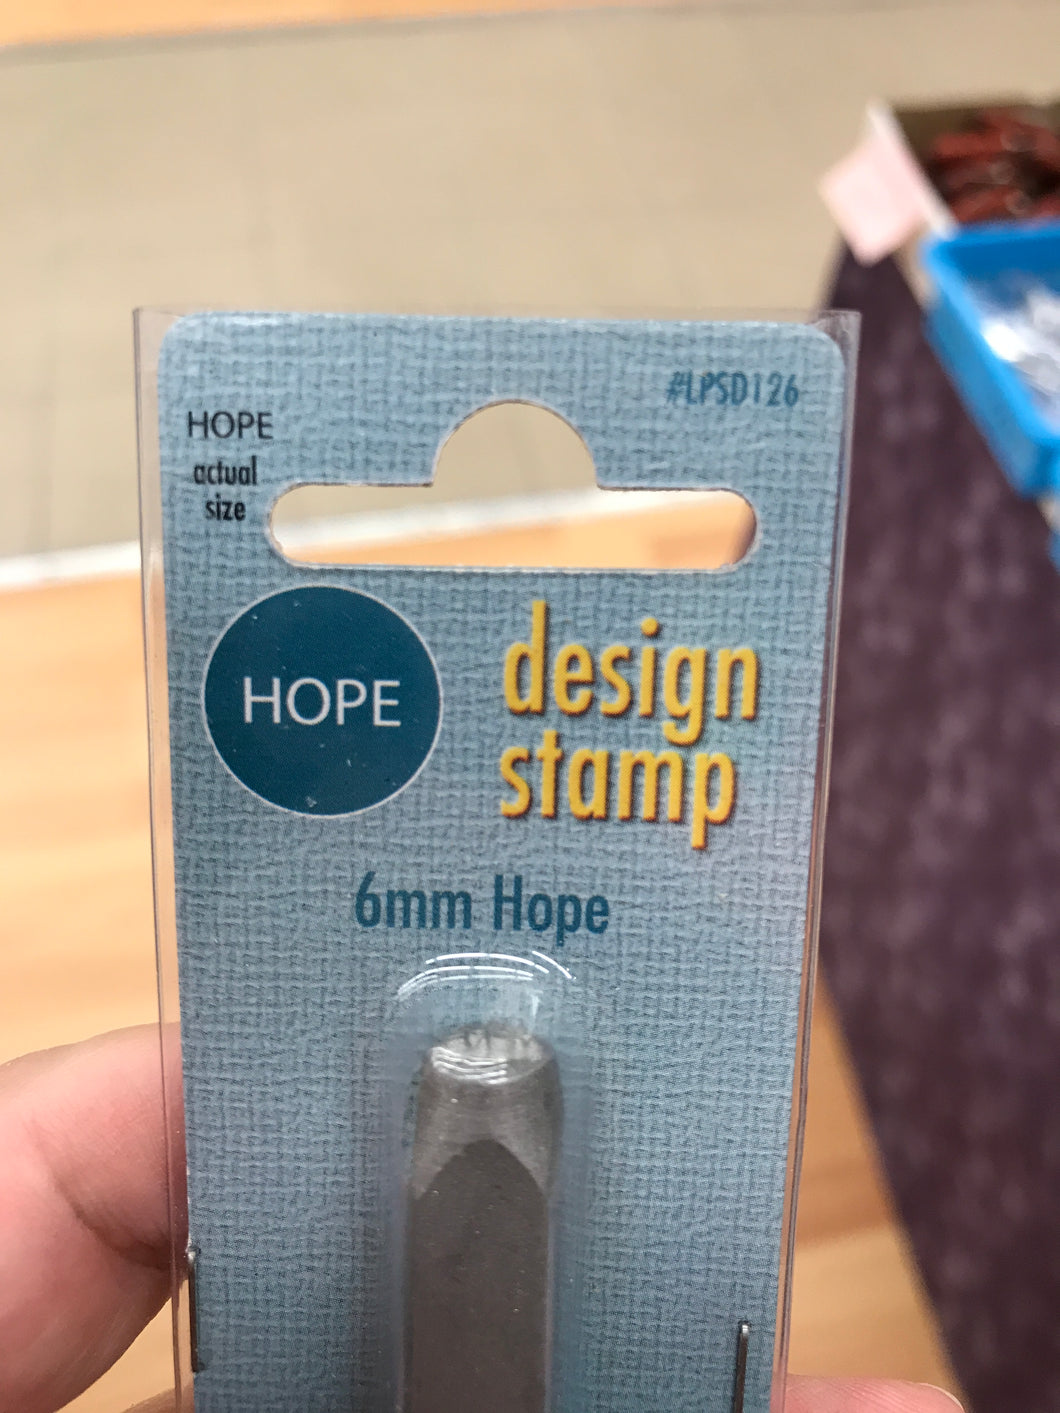 #LPSD126
HOPE
actual
size
HOPE
design
stamp
6mm Hope